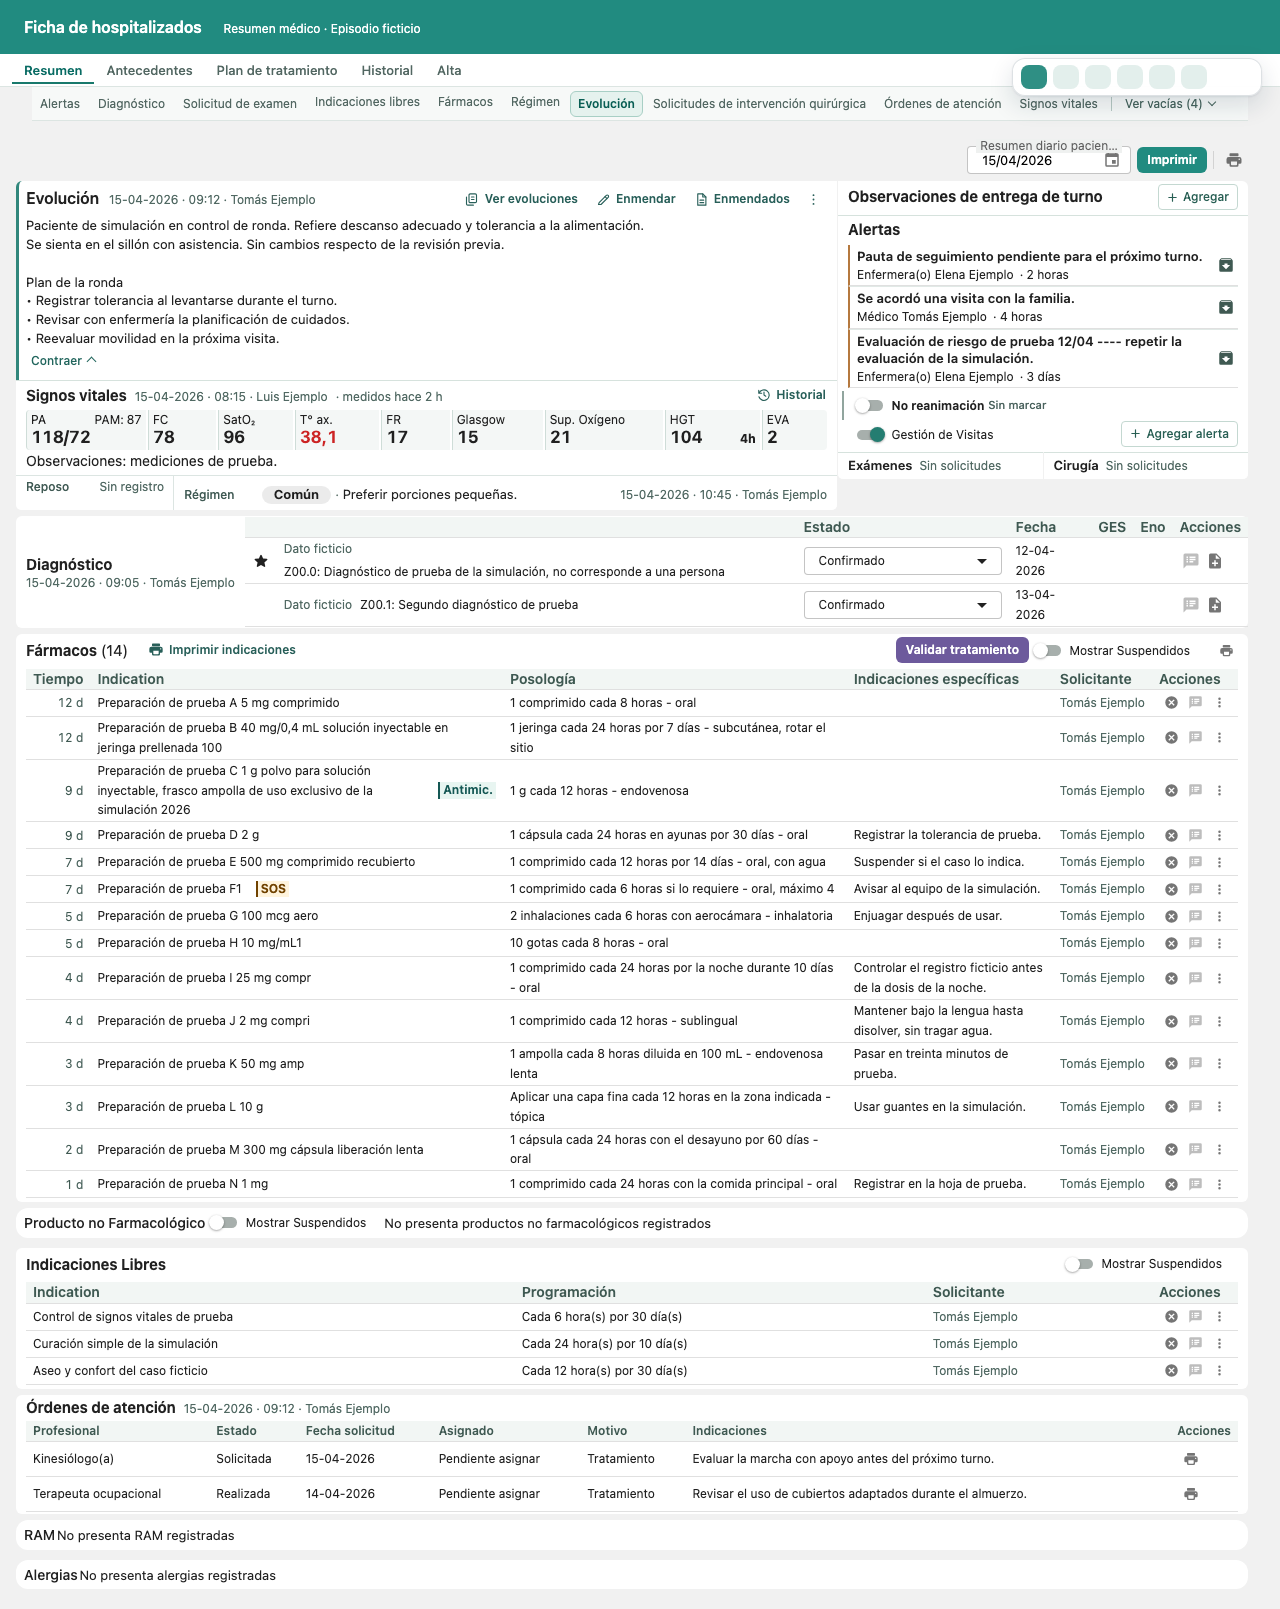 Ficha de hospitalizados
Resumen médico · Episodio ficticio
Resumen
Antecedentes
Plan de tratamiento
Historial
Alta
Alertas
Diagnóstico
Solicitud de examen
Indicaciones libres
Fármacos
Régimen
Evolución
Solicitudes de intervención quirúrgica
Órdenes de atención
Signos vitales
Ver vacías (4)
Resumen diario pacien...
15/04/2026
Imprimir
Evolución 15-04-2026 · 09:12 · Tomás Ejemplo
Ver evoluciones
Enmendar
Enmendados
Paciente de simulación en control de ronda. Refiere descanso adecuado y tolerancia a la alimentación.
Se sienta en el sillón con asistencia. Sin cambios respecto de la revisión previa.
Plan de la ronda
• Registrar tolerancia al levantarse durante el turno.
• Revisar con enfermería la planificación de cuidados.
• Reevaluar movilidad en la próxima visita.
Contraer
Signos vitales 15-04-2026 · 08:15 · Luis Ejemplo · medidos hace 2 h
Historial
PA PAM: 87 FC SatO₂ T° ax. FR Glasgow Sup. Oxígeno HGT EVA
118/72 78 96 38,1 17 15 21 104 4h 2
Observaciones: mediciones de prueba.
Reposo Sin registro
Régimen Común · Preferir porciones pequeñas. 15-04-2026 · 10:45 · Tomás Ejemplo
Observaciones de entrega de turno
+ Agregar
Alertas
Pauta de seguimiento pendiente para el próximo turno.
Enfermera(o) Elena Ejemplo · 2 horas
Se acordó una visita con la familia.
Médico Tomás Ejemplo · 4 horas
Evaluación de riesgo de prueba 12/04 ---- repetir la
evaluación de la simulación.
Enfermera(o) Elena Ejemplo · 3 días
No reanimación Sin marcar
Gestión de Visitas
+ Agregar alerta
Exámenes Sin solicitudes
Cirugía Sin solicitudes
Diagnóstico
15-04-2026 · 09:05 · Tomás Ejemplo
Estado Fecha GES Eno Acciones
Dato ficticio
Z00.0: Diagnóstico de prueba de la simulación, no corresponde a una persona
Confirmado
12-04-
2026
Dato ficticio Z00.1: Segundo diagnóstico de prueba
Confirmado
13-04-
2026
Fármacos (14)
Imprimir indicaciones
Validar tratamiento
Mostrar Suspendidos
Tiempo Indication Posología Indicaciones específicas Solicitante Acciones
12 d Preparación de prueba A 5 mg comprimido 1 comprimido cada 8 horas - oral Tomás Ejemplo
12 d Preparación de prueba B 40 mg/0,4 mL solución inyectable en
jeringa prellenada 100
1 jeringa cada 24 horas por 7 días - subcutánea, rotar el
sitio
Tomás Ejemplo
9 d Preparación de prueba C 1 g polvo para solución
inyectable, frasco ampolla de uso exclusivo de la
simulación 2026
Antimic.
1 g cada 12 horas - endovenosa Tomás Ejemplo
9 d Preparación de prueba D 2 g 1 cápsula cada 24 horas en ayunas por 30 días - oral Registrar la tolerancia de prueba. Tomás Ejemplo
7 d Preparación de prueba E 500 mg comprimido recubierto 1 comprimido cada 12 horas por 14 días - oral, con agua Suspender si el caso lo indica. Tomás Ejemplo
7 d Preparación de prueba F1 SOS 1 comprimido cada 6 horas si lo requiere - oral, máximo 4 Avisar al equipo de la simulación. Tomás Ejemplo
5 d Preparación de prueba G 100 mcg aero 2 inhalaciones cada 6 horas con aerocámara - inhalatoria Enjuagar después de usar. Tomás Ejemplo
5 d Preparación de prueba H 10 mg/mL1 10 gotas cada 8 horas - oral Tomás Ejemplo
4 d Preparación de prueba I 25 mg compr
1 comprimido cada 24 horas por la noche durante 10 días
- oral
Controlar el registro ficticio antes
de la dosis de la noche.
Tomás Ejemplo
4 d Preparación de prueba J 2 mg compri 1 comprimido cada 12 horas - sublingual
Mantener bajo la lengua hasta
disolver, sin tragar agua.
Tomás Ejemplo
3 d Preparación de prueba K 50 mg amp
1 ampolla cada 8 horas diluida en 100 mL - endovenosa
lenta
Pasar en treinta minutos de
prueba.
Tomás Ejemplo
3 d Preparación de prueba L 10 g
Aplicar una capa fina cada 12 horas en la zona indicada -
tópica
Usar guantes en la simulación. Tomás Ejemplo
2 d Preparación de prueba M 300 mg cápsula liberación lenta
1 cápsula cada 24 horas con el desayuno por 60 días -
oral
Tomás Ejemplo
1 d Preparación de prueba N 1 mg 1 comprimido cada 24 horas con la comida principal - oral Registrar en la hoja de prueba. Tomás Ejemplo
Producto no Farmacológico Mostrar Suspendidos No presenta productos no farmacológicos registrados
Indicaciones Libres
Mostrar Suspendidos
Indication Programación Solicitante Acciones
Control de signos vitales de prueba Cada 6 hora(s) por 30 día(s) Tomás Ejemplo
Curación simple de la simulación Cada 24 hora(s) por 10 día(s) Tomás Ejemplo
Aseo y confort del caso ficticio Cada 12 hora(s) por 30 día(s) Tomás Ejemplo
Órdenes de atención 15-04-2026 · 09:12 · Tomás Ejemplo
Profesional Estado Fecha solicitud Asignado Motivo Indicaciones Acciones
Kinesiólogo(a) Solicitada 15-04-2026 Pendiente asignar Tratamiento Evaluar la marcha con apoyo antes del próximo turno.
Terapeuta ocupacional Realizada 14-04-2026 Pendiente asignar Tratamiento Revisar el uso de cubiertos adaptados durante el almuerzo.
RAM No presenta RAM registradas
Alergias No presenta alergias registradas